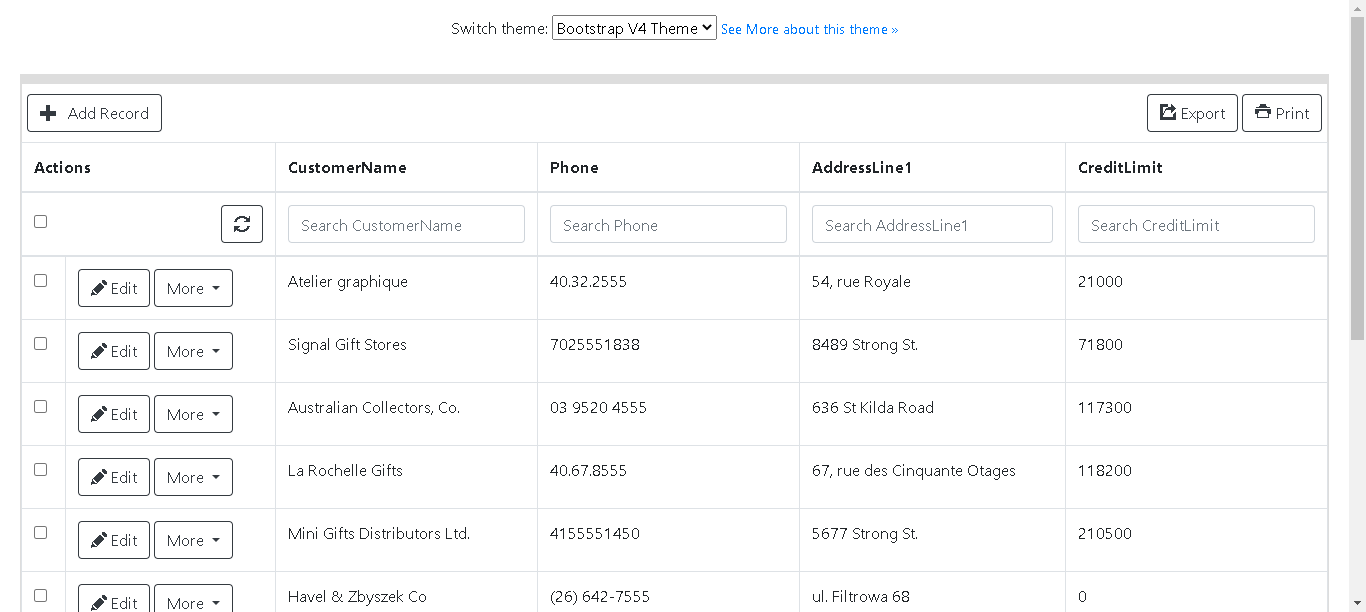 Switch theme: Bootstrap V4 Theme See More about this theme »
Add Record Export Print
Actions CustomerName Phone AddressLine1 CreditLimit
Search CustomerName Search Phone Search AddressLine1 Search CreditLimit
Edit More Atelier graphique 40.32.2555 54, rue Royale 21000
Edit More Signal Gift Stores 7025551838 8489 Strong St. 71800
Edit More Australian Collectors, Co. 03 9520 4555 636 St Kilda Road 117300
Edit More La Rochelle Gifts 40.67.8555 67, rue des Cinquante Otages 118200
Edit More Mini Gifts Distributors Ltd. 4155551450 5677 Strong St. 210500
Edit More Havel & Zbyszek Co (26) 642-7555 ul. Filtrowa 68 0